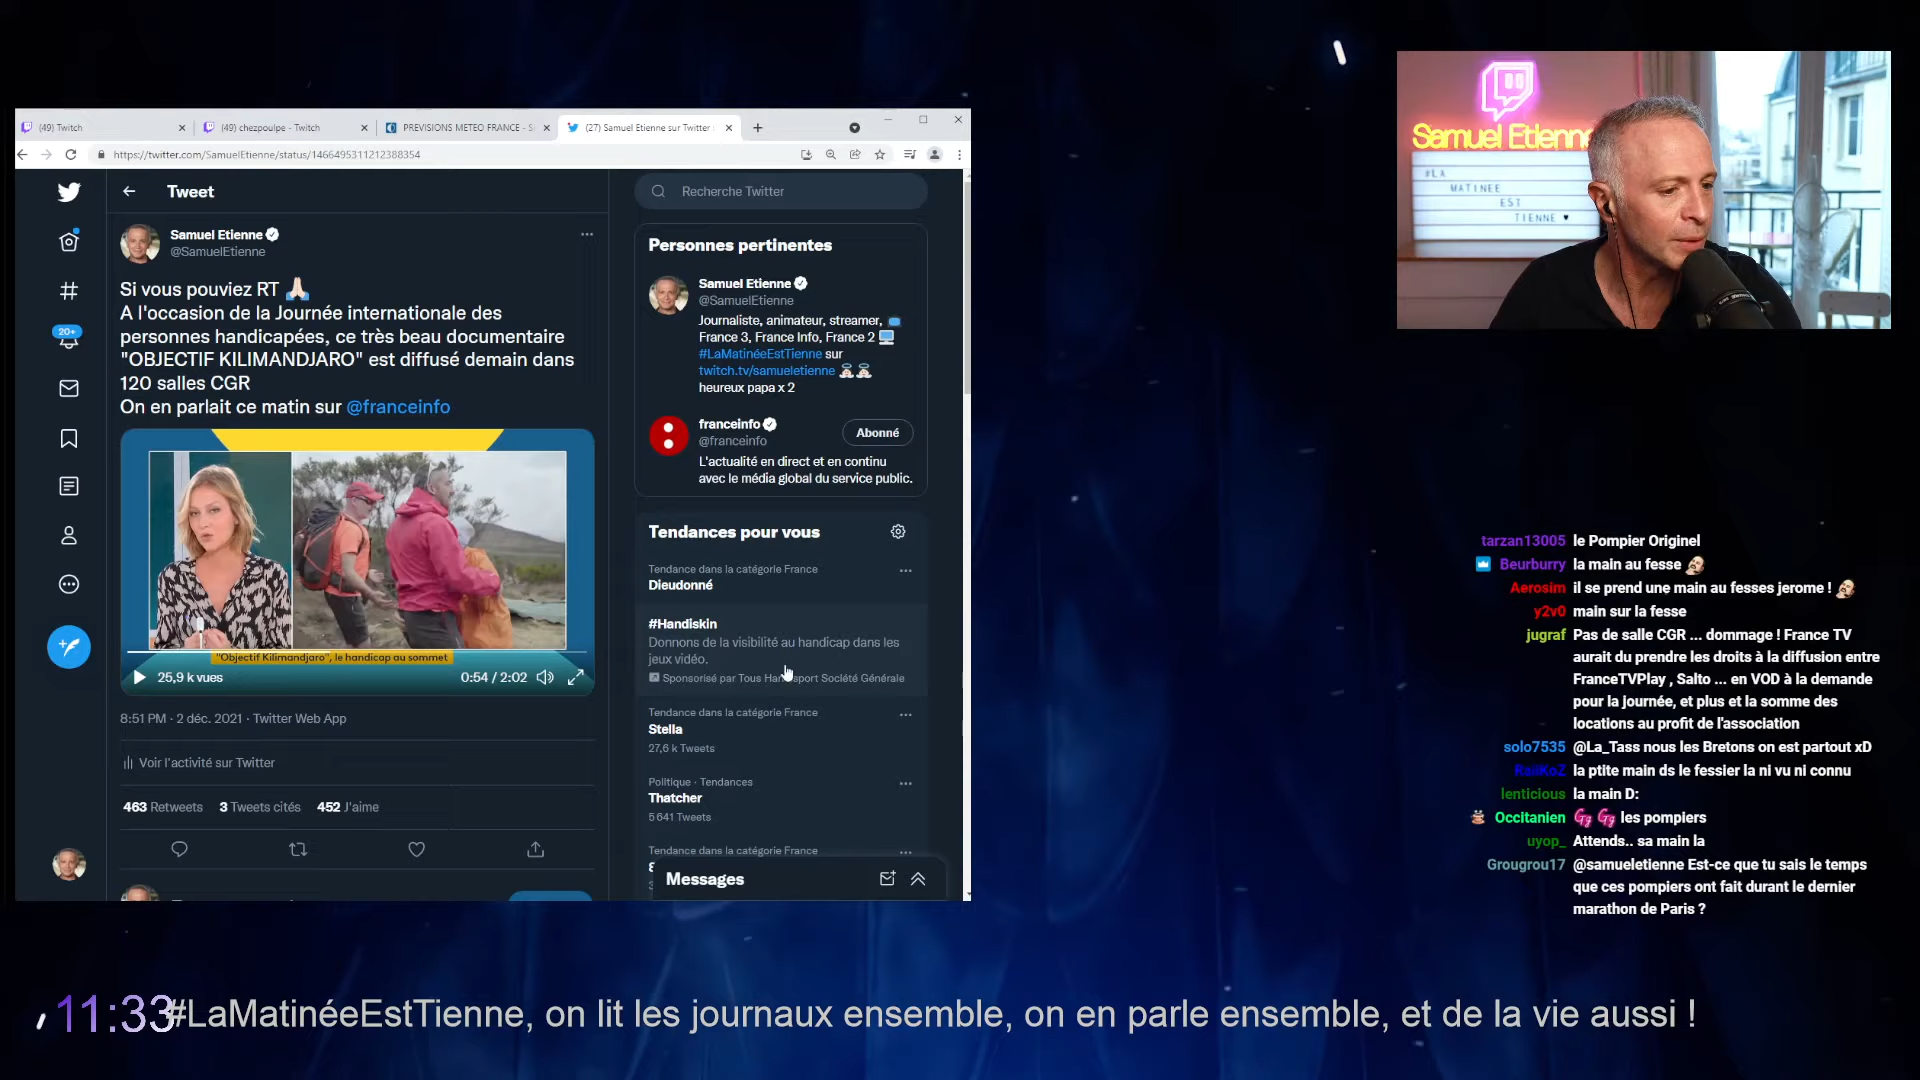 (49) Twitch
(49) chezpoulpe - Twitch
PREVISIONS METEO FRANCE - S
(27) Samuel Etienne sur Twitter :
https://twitter.com/SamuelEtienne/status/1466495311212388354
Tweet
Recherche Twitter
Samuel Etienne
@SamuelEtienne
Si vous pouviez RT 🙏🏻
A l'occasion de la Journée internationale des
personnes handicapées, ce très beau documentaire
"OBJECTIF KILIMANDJARO" est diffusé demain dans
120 salles CGR
On en parlait ce matin sur @franceinfo
"Objectif Kilimandjaro", le handicap au sommet
25,9 k vues
0:54 / 2:02
8:51 PM · 2 déc. 2021 · Twitter Web App
Voir l'activité sur Twitter
463 Retweets 3 Tweets cités 452 J'aime
20+
Personnes pertinentes
Samuel Etienne
@SamuelEtienne
Journaliste, animateur, streamer,
France 3, France Info, France 2
#LaMatinéeEstTienne sur
twitch.tv/samueletienne
heureux papa x 2
franceinfo
@franceinfo
Abonné
L'actualité en direct et en continu
avec le média global du service public.
Tendances pour vous
Tendance dans la catégorie France
Dieudonné
#Handiskin
Donnons de la visibilité au handicap dans les
jeux vidéo.
Sponsorisé par Tous Handisport Société Générale
Tendance dans la catégorie France
Stella
27,6 k Tweets
Politique · Tendances
Thatcher
5 641 Tweets
Tendance dans la catégorie France
Messages
Samuel Etienne
#LA
MATINEE
EST
TIENNE ♥
tarzan13005 le Pompier Originel
Beurburry la main au fesse
Aerosim il se prend une main au fesses jerome !
y2v0 main sur la fesse
jugraf Pas de salle CGR ... dommage ! France TV
aurait du prendre les droits à la diffusion entre
FranceTVPlay , Salto ... en VOD à la demande
pour la journée, et plus et la somme des
locations au profit de l'association
solo7535 @La_Tass nous les Bretons on est partout xD
RaiiKoZ la ptite main ds le fessier la ni vu ni connu
lenticious la main D:
Occitanien les pompiers
uyop_ Attends.. sa main la
Grougrou17 @samueletienne Est-ce que tu sais le temps
que ces pompiers ont fait durant le dernier
marathon de Paris ?
11:33 #LaMatinéeEstTienne, on lit les journaux ensemble, on en parle ensemble, et de la vie aussi !